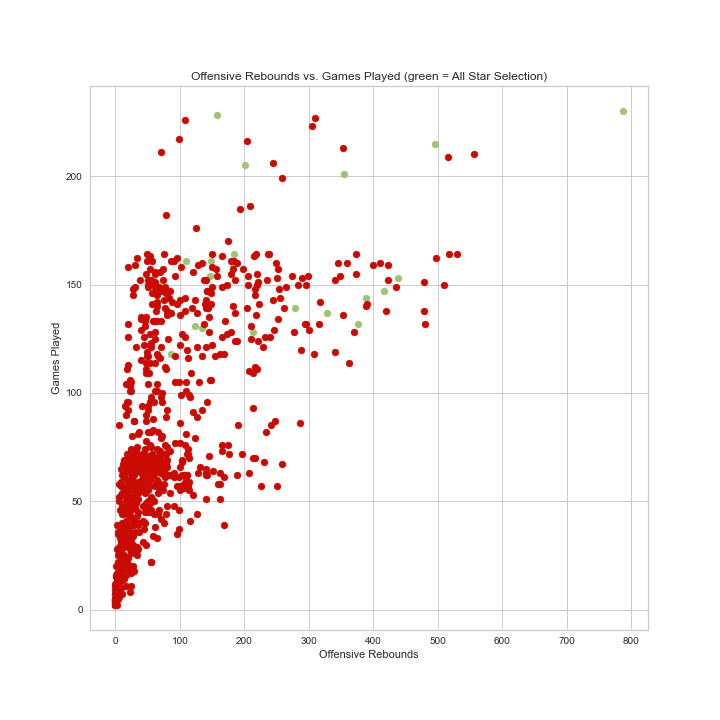 Offensive Rebounds vs. Games Played (green = All Star Selection)
Games Played
200
150
100
50
0
0 100 200 300 400 500 600 700 800
Offensive Rebounds